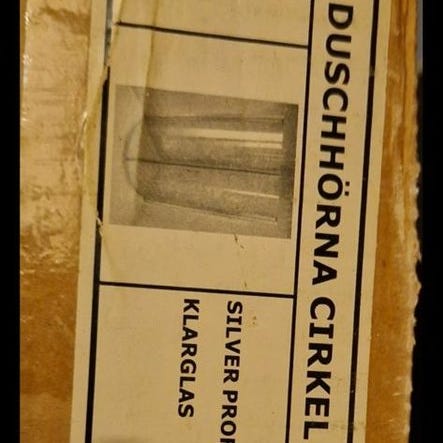 DUSCHHÖRNA CIRKEL
SILVER PROF
KLARGLAS